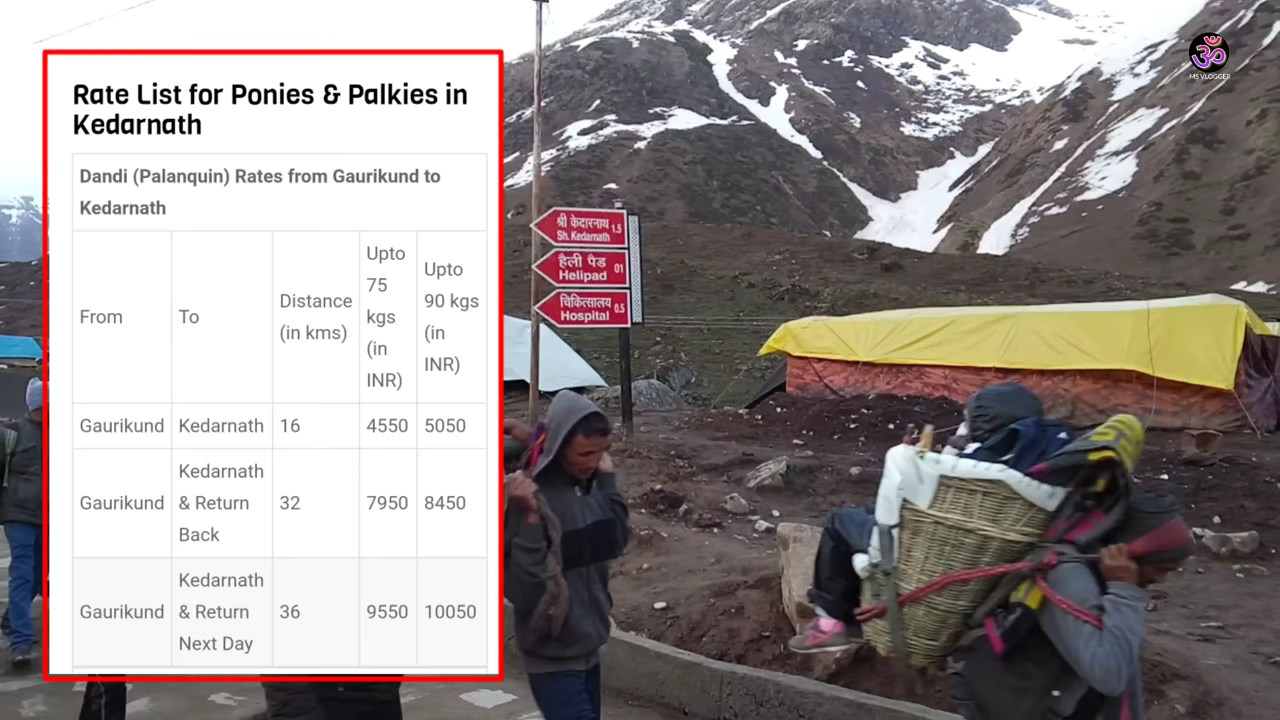 Rate List for Ponies & Palkies in
Kedarnath
Dandi (Palanquin) Rates from Gaurikund to
Kedarnath
From
To
Distance
(in kms)
Upto
75
kgs
(in
INR)
Upto
90 kgs
(in
INR)
Gaurikund Kedarnath 16 4550 5050
Gaurikund
Kedarnath
& Return
Back
32 7950 8450
Gaurikund
Kedarnath
& Return
Next Day
36 9550 10050
श्री केदारनाथ 1.5
Sh. Kedarnath
हैली पैड
Helipad 01
चिकित्सालय 0.5
Hospital
ॐ
MS VLOGGER